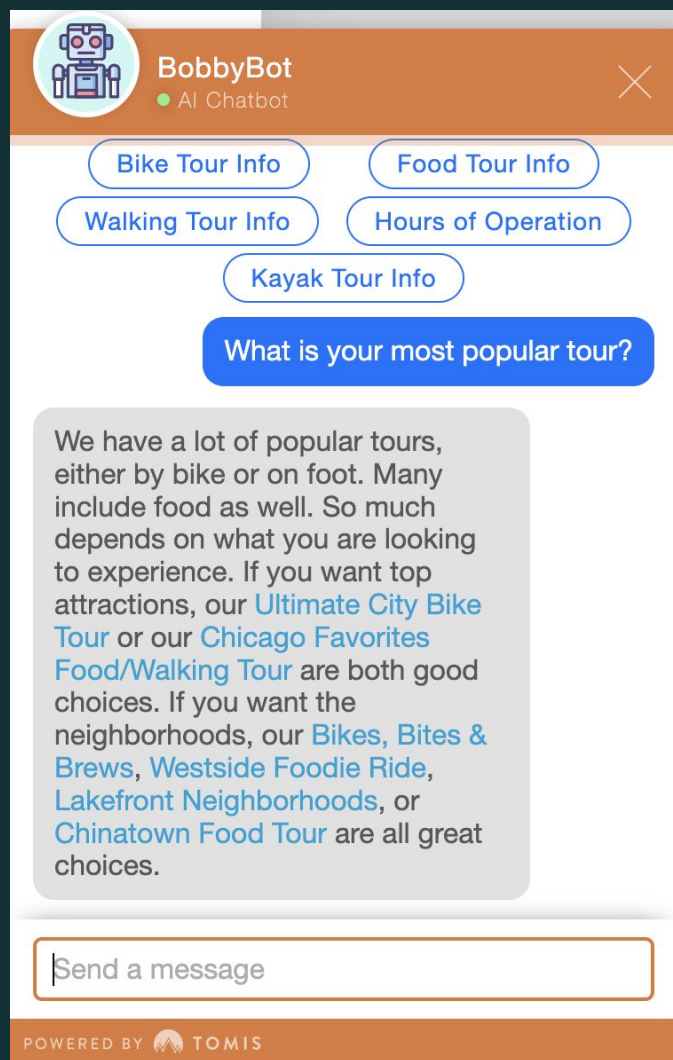 BobbyBot
AI Chatbot
Bike Tour Info
Food Tour Info
Walking Tour Info
Hours of Operation
Kayak Tour Info
What is your most popular tour?
We have a lot of popular tours,
either by bike or on foot. Many
include food as well. So much
depends on what you are looking
to experience. If you want top
attractions, our Ultimate City Bike
Tour or our Chicago Favorites
Food/Walking Tour are both good
choices. If you want the
neighborhoods, our Bikes, Bites &
Brews, Westside Foodie Ride,
Lakefront Neighborhoods, or
Chinatown Food Tour are all great
choices.
Send a message
POWERED BY TOMIS